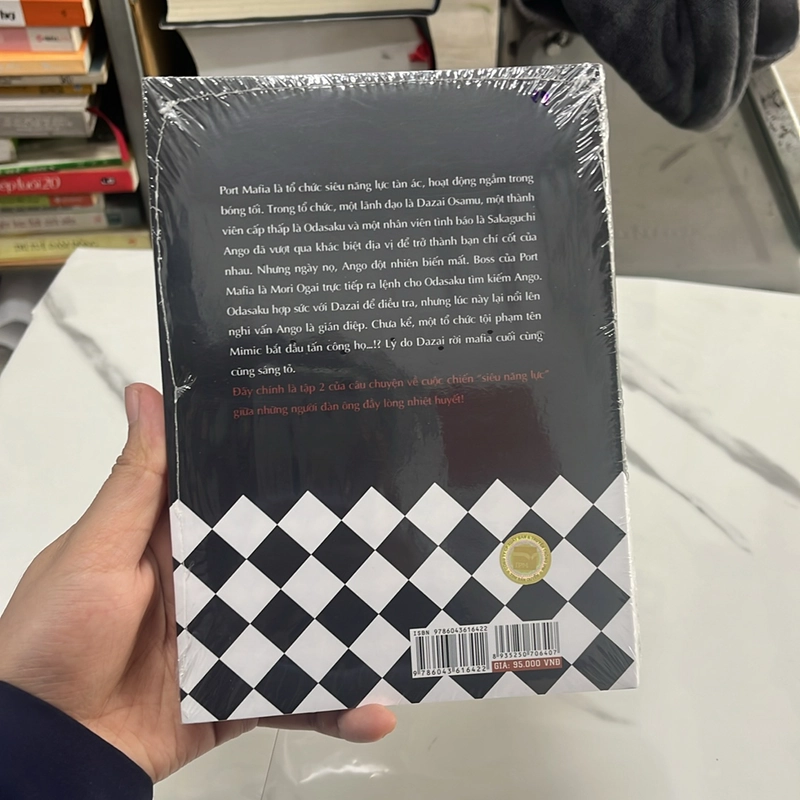 Port Mafia là tổ chức siêu năng lực tàn ác, hoạt động ngầm trong
bóng tối. Trong tổ chức, một lãnh đạo là Dazai Osamu, một thành
viên cấp thấp là Odasaku và một nhân viên tình báo là Sakaguchi
Ango đã vượt qua khác biệt địa vị để trở thành bạn chí cốt của
nhau. Nhưng ngày nọ, Ango đột nhiên biến mất. Boss của Port
Mafia là Mori Ogai trực tiếp ra lệnh cho Odasaku tìm kiếm Ango.
Odasaku hợp sức với Dazai để điều tra, nhưng lúc này lại nổi lên
nghi vấn Ango là gián điệp. Chưa kể, một tổ chức tội phạm tên
Mimic bắt đầu tấn công họ...!? Lý do Dazai rời mafia cuối cùng
cũng sáng tỏ.
Đây chính là tập 2 của câu chuyện về cuộc chiến "siêu năng lực"
giữa những người đàn ông đầy lòng nhiệt huyết!
ISBN 9786043616422
9 786043 616422
8 935250 706407
GIÁ: 95.000 VNĐ